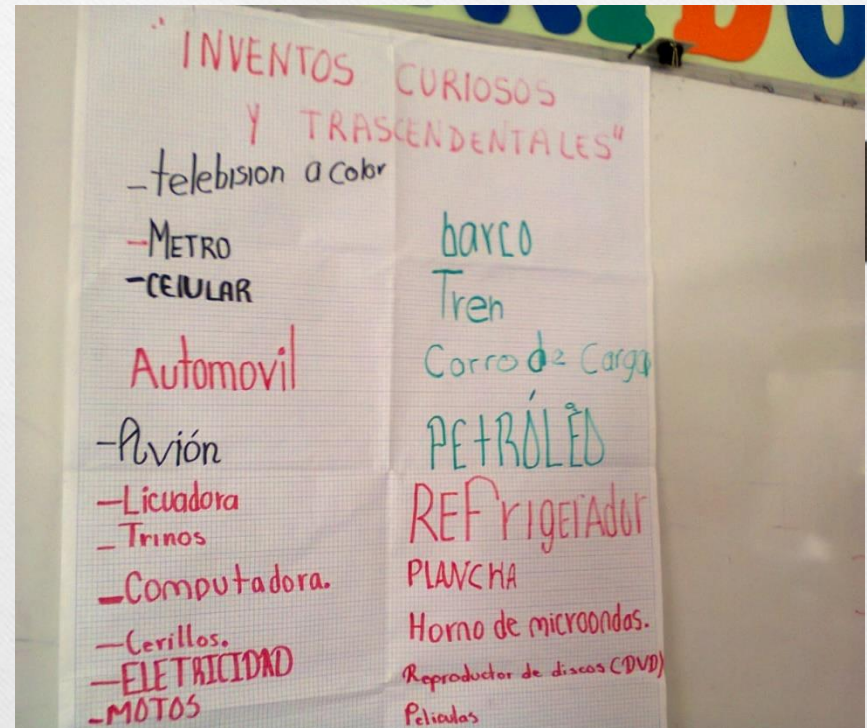 "INVENTOS CURIOSOS
Y TRASCENDENTALES"
-telebision a color
-METRO
-CELULAR
Automovil
-Avión
-Licuadora
-Trinos
-Computadora.
-Cerillos.
-ELETRICIDAD
-MOTOS
barco
Tren
Corro de Carga
PETRÓLEO
REFrigerAdor
PLANCHA
Horno de microondas.
Reproductor de discos (DVD)
Peliculas